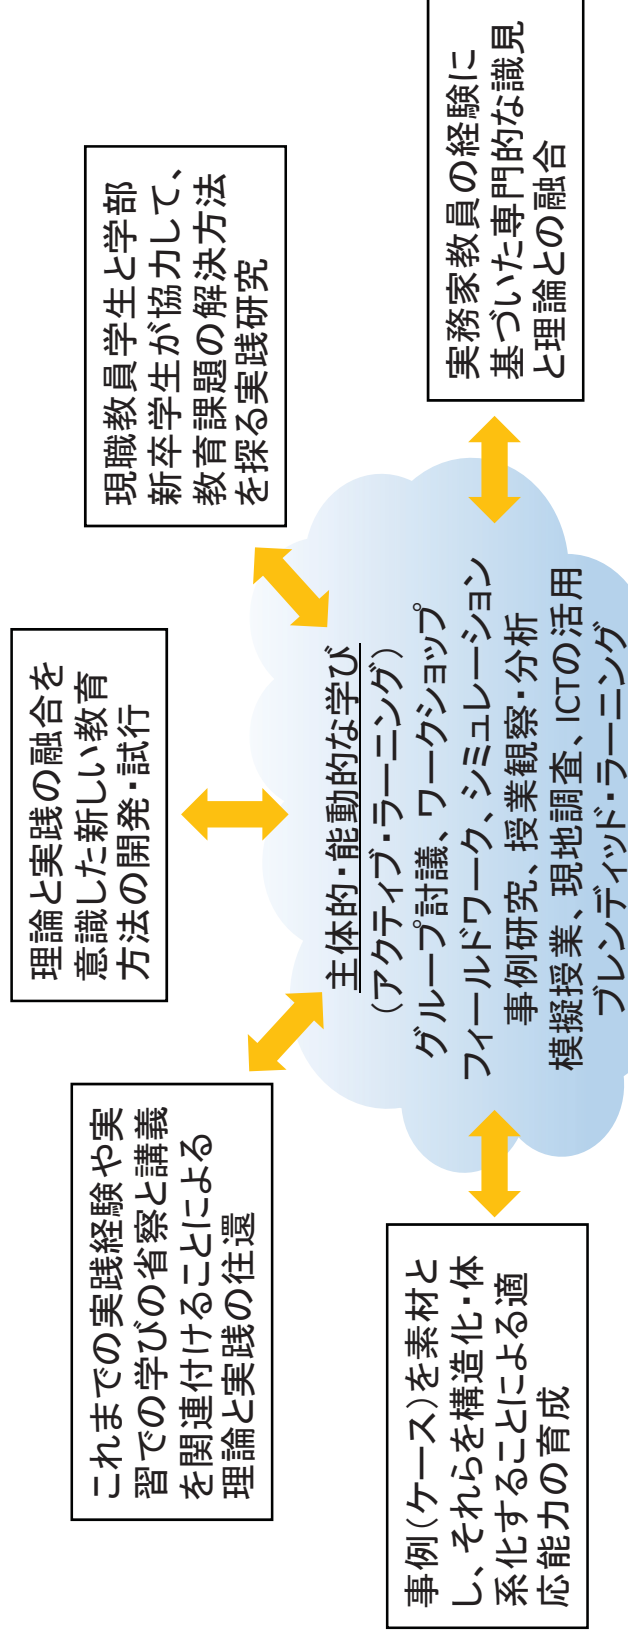 事例（ケース）を素材と
し、それらを構造化・体
系化することによる適
応能力の育成
これまでの実践経験や実
習での学びの省察と講義
を関連付けることによる
理論と実践の往還
理論と実践の融合を
意識した新しい教育
方法の開発・試行
現職教員学生と学部
新卒学生が協力して、
教育課題の解決方法
を探る実践研究
実務家教員の経験に
基づいた専門的な識見
と理論との融合
主体的・能動的な学び
（アクティブ・ラーニング）
グループ討議、ワークショップ
フィールドワーク、シミュレーション
事例研究、授業観察・分析
模擬授業、現地調査、ICTの活用
ブレンディッド・ラーニング